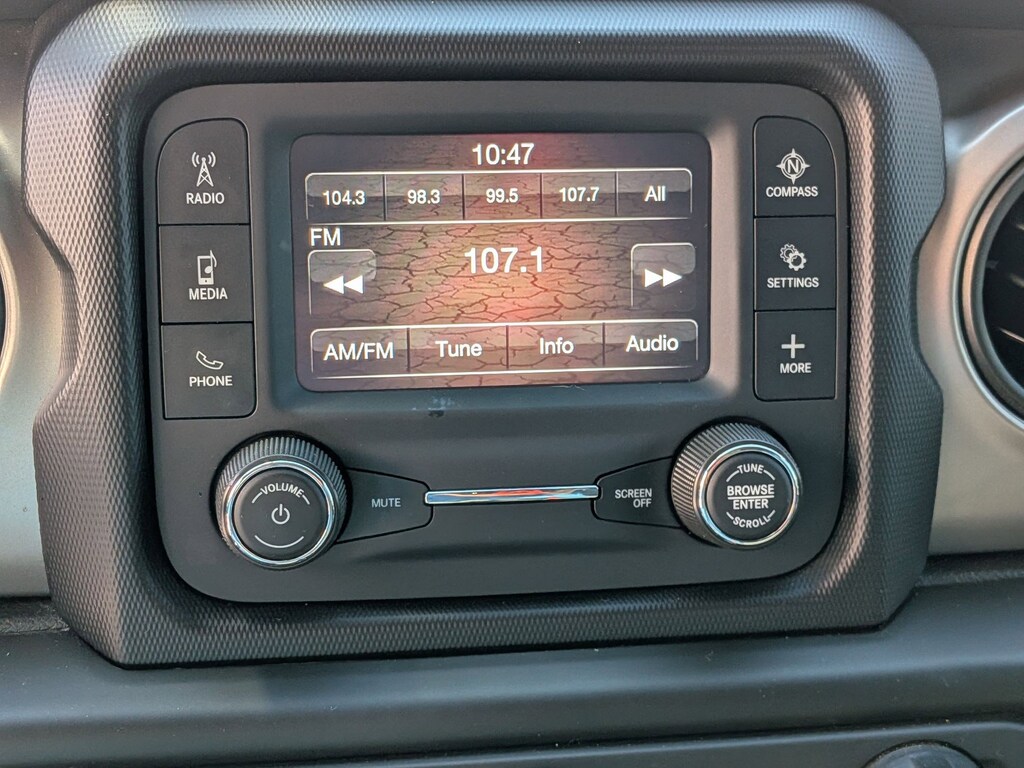 10:47
104.3 98.3 99.5 107.7 All
FM
107.1
AM/FM Tune Info Audio
RADIO
MEDIA
PHONE
N
COMPASS
SETTINGS
MORE
VOLUME
MUTE
SCREEN
OFF
TUNE
BROWSE
ENTER
SCROLL